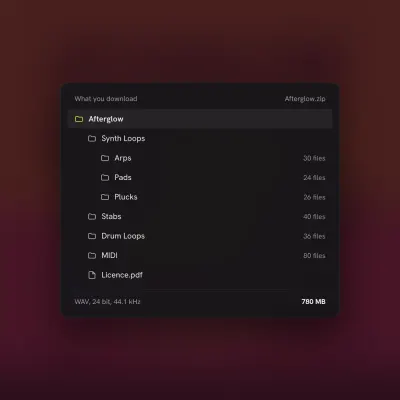 What you download Afterglow.zip
Afterglow
Synth Loops
Arps 30 files
Pads 24 files
Plucks 26 files
Stabs 40 files
Drum Loops 36 files
MIDI 80 files
Licence.pdf
WAV, 24 bit, 44.1 kHz 780 MB